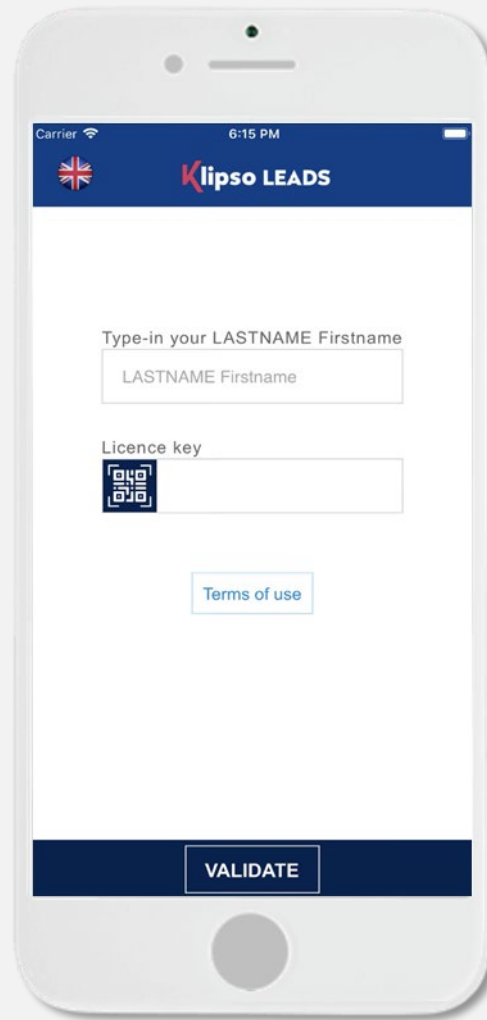 Carrier 6:15 PM
Klipso LEADS
Type-in your LASTNAME Firstname
LASTNAME Firstname
Licence key
Terms of use
VALIDATE